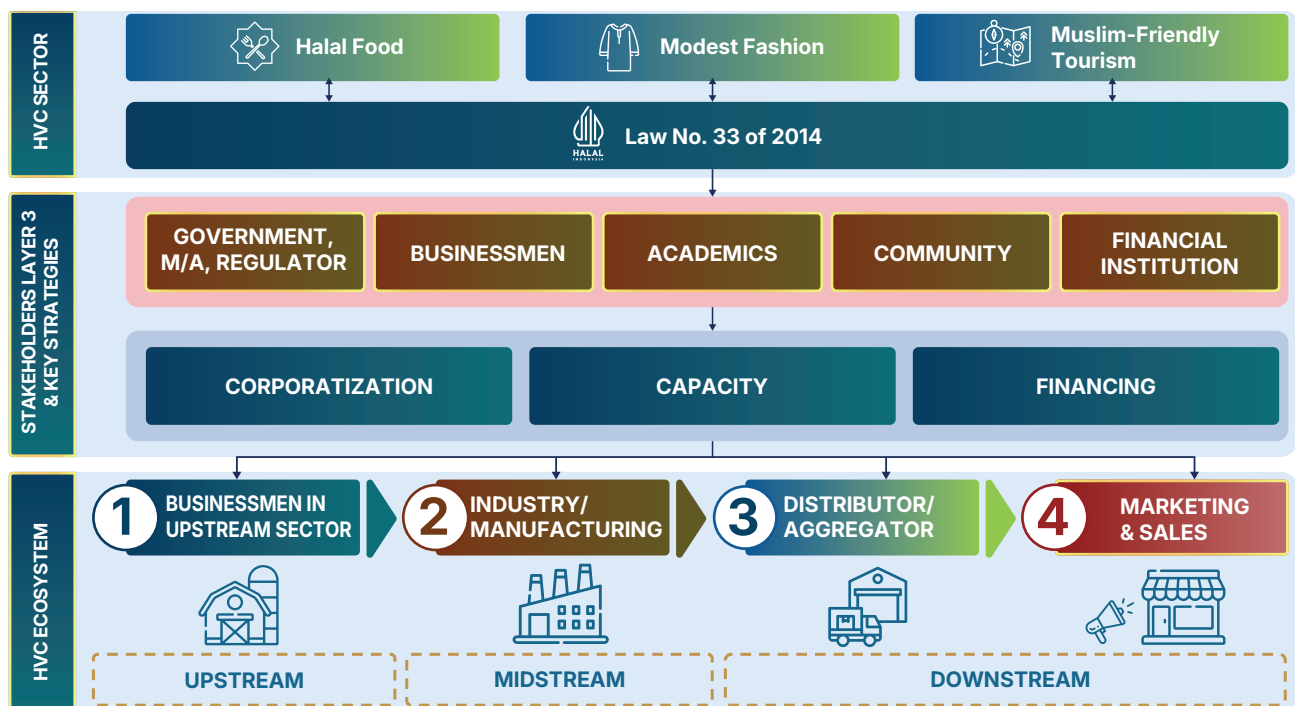 HVC SECTOR
Halal Food
Modest Fashion
Muslim-Friendly
Tourism
HALAL
INDONESIA
Law No. 33 of 2014
STAKEHOLDERS LAYER 3
& KEY STRATEGIES
GOVERNMENT,
M/A, REGULATOR
BUSINESSMEN
ACADEMICS
COMMUNITY
FINANCIAL
INSTITUTION
CORPORATIZATION
CAPACITY
FINANCING
HVC ECOSYSTEM
1
BUSINESSMEN IN
UPSTREAM SECTOR
2
INDUSTRY/
MANUFACTURING
3
DISTRIBUTOR/
AGGREGATOR
4
MARKETING
& SALES
UPSTREAM
MIDSTREAM
DOWNSTREAM